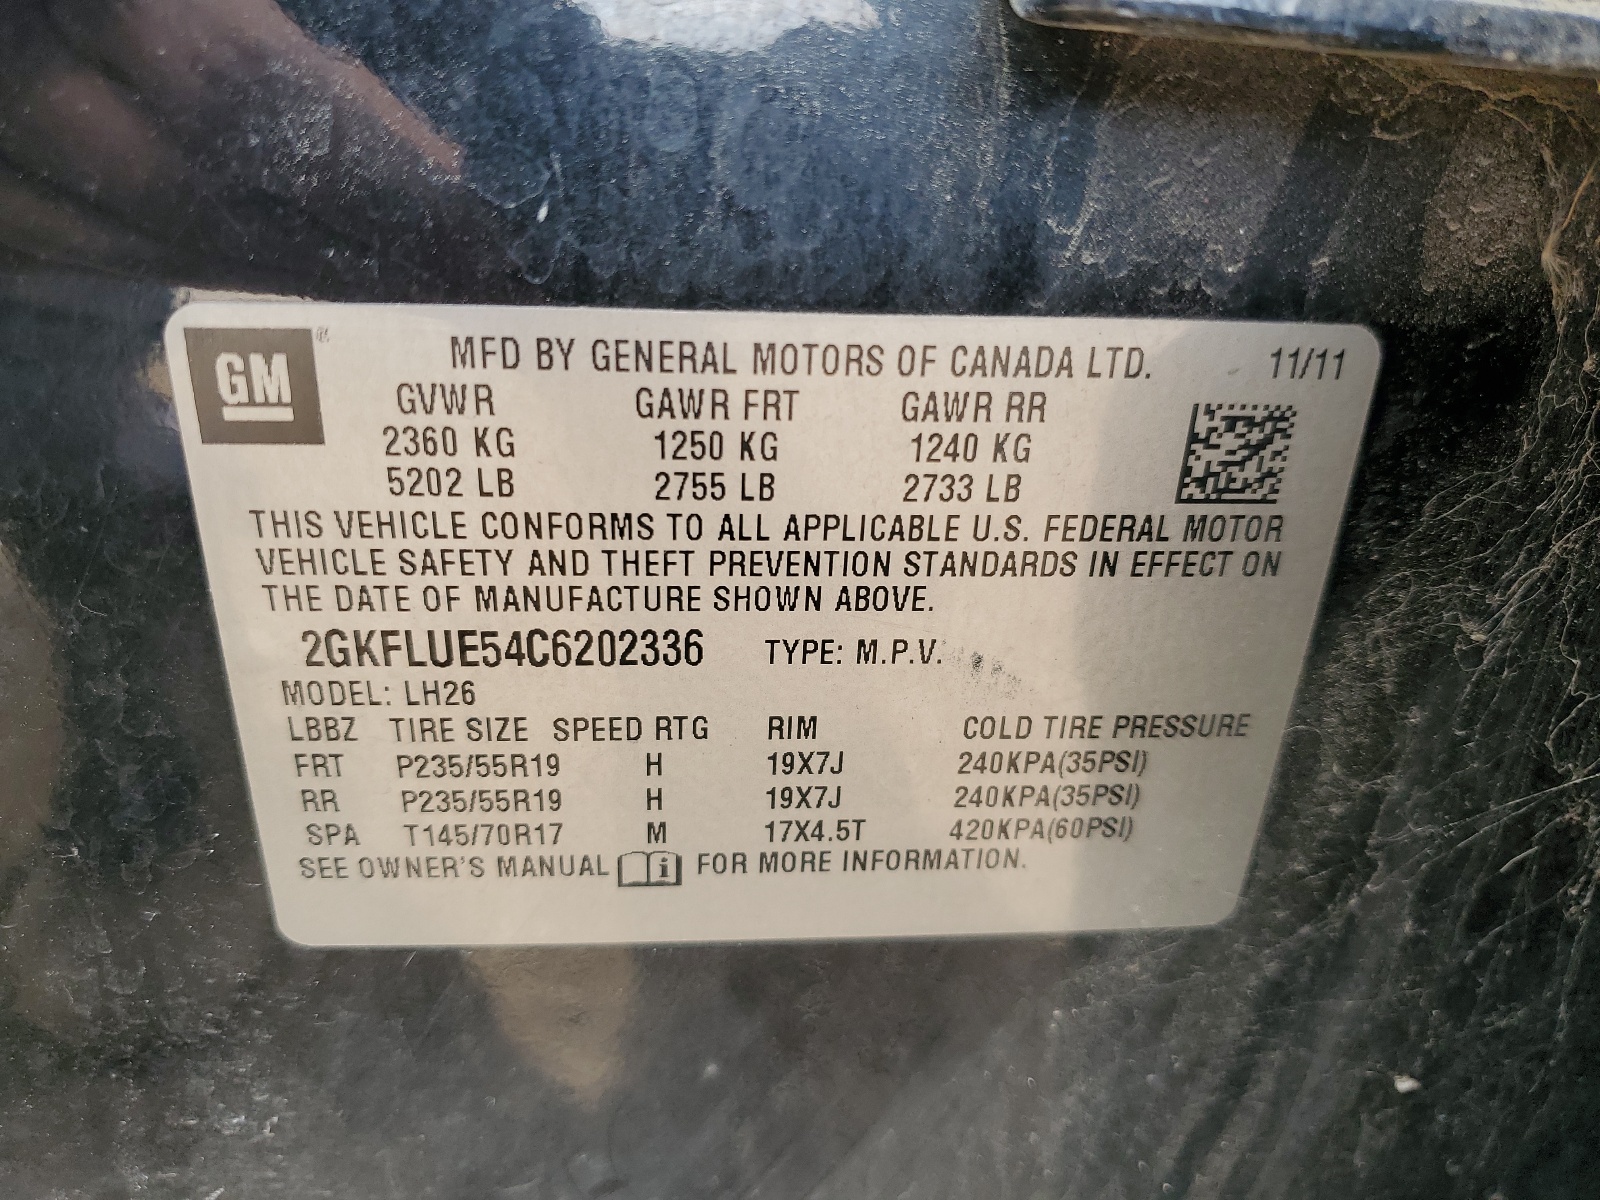 GM ®
MFD BY GENERAL MOTORS OF CANADA LTD. 11/11
GVWR GAWR FRT GAWR RR
2360 KG 1250 KG 1240 KG
5202 LB 2755 LB 2733 LB
THIS VEHICLE CONFORMS TO ALL APPLICABLE U.S. FEDERAL MOTOR
VEHICLE SAFETY AND THEFT PREVENTION STANDARDS IN EFFECT ON
THE DATE OF MANUFACTURE SHOWN ABOVE.
2GKFLUE54C6202336 TYPE: M.P.V.
MODEL: LH26
LBBZ TIRE SIZE SPEED RTG RIM COLD TIRE PRESSURE
FRT P235/55R19 H 19X7J 240KPA(35PSI)
RR P235/55R19 H 19X7J 240KPA(35PSI)
SPA T145/70R17 M 17X4.5T 420KPA(60PSI)
SEE OWNER'S MANUAL i FOR MORE INFORMATION.